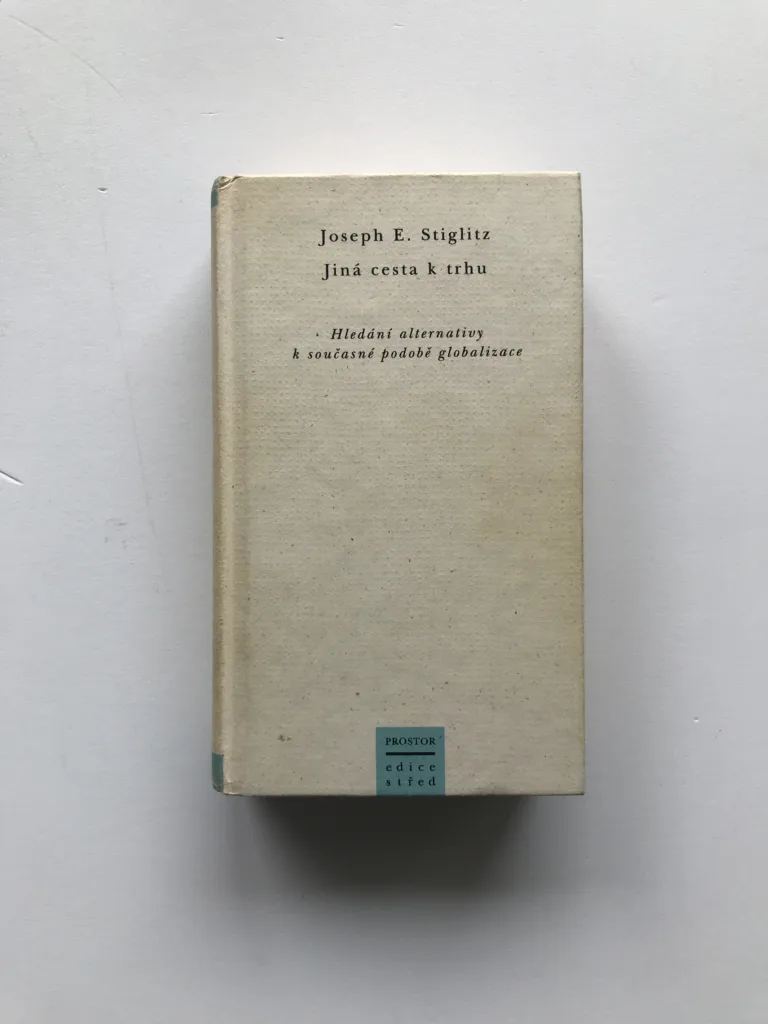 Joseph E. Stiglitz
Jiná cesta k trhu
Hledání alternativy
k současné podobě globalizace
PROSTOR
edice
střed